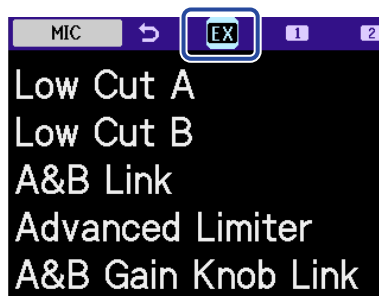 MIC EX 1 2
Low Cut A
Low Cut B
A&B Link
Advanced Limiter
A&B Gain Knob Link